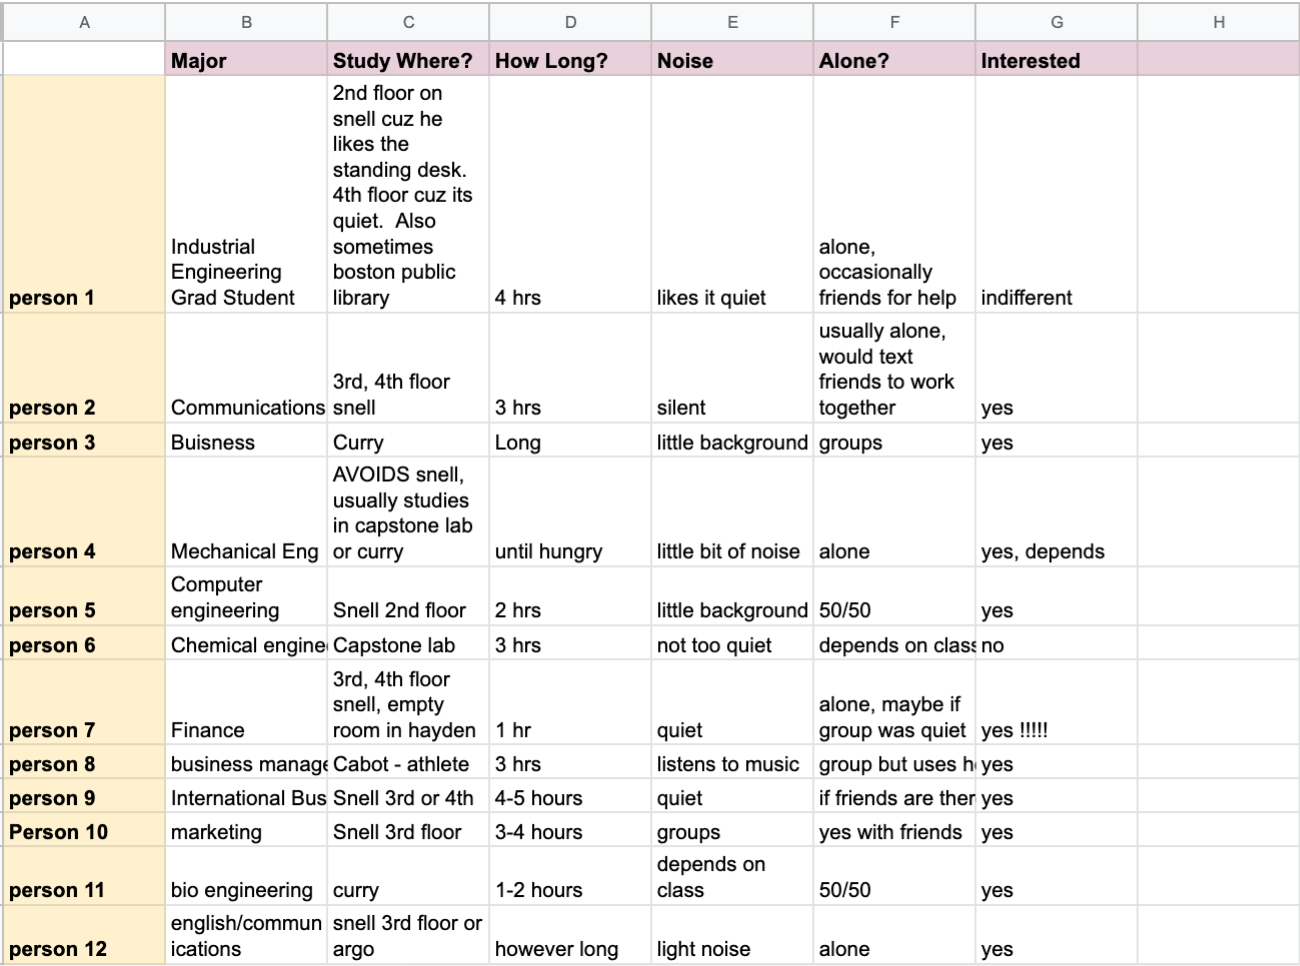 A B C D E F G H
Major Study Where? How Long? Noise Alone? Interested
2nd floor on
snell cuz he
likes the
standing desk.
4th floor cuz its
quiet.  Also
sometimes
boston public
library
Industrial
Engineering
Grad Student
alone,
occasionally
friends for help
person 1 4 hrs likes it quiet indifferent
usually alone,
would text
friends to work
together
3rd, 4th floor
snell
person 2 Communications 3 hrs silent yes
person 3 Buisness Curry Long little background groups yes
AVOIDS snell,
usually studies
in capstone lab
or curry
person 4 Mechanical Eng until hungry little bit of noise alone yes, depends
Computer
engineering
person 5 Snell 2nd floor 2 hrs little background 50/50 yes
person 6 Chemical engine Capstone lab 3 hrs not too quiet depends on class no
3rd, 4th floor
snell, empty
room in hayden
alone, maybe if
group was quiet
person 7 Finance 1 hr quiet yes !!!!!
person 8 business manage Cabot - athlete 3 hrs listens to music group but uses h yes
person 9 International Bus Snell 3rd or 4th 4-5 hours quiet if friends are ther yes
Person 10 marketing Snell 3rd floor 3-4 hours groups yes with friends yes
depends on
class
person 11 bio engineering curry 1-2 hours 50/50 yes
english/commun
ications
snell 3rd floor or
argo
person 12 however long light noise alone yes